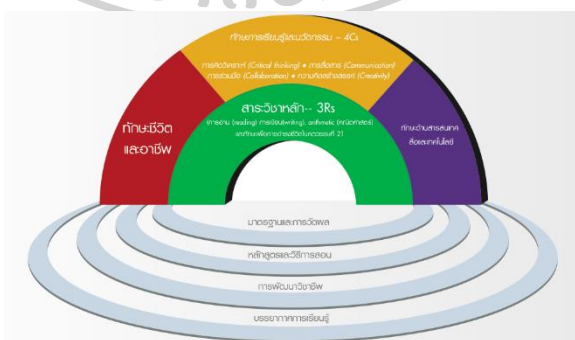 ทักษะการเรียนรู้และนวัตกรรม – 4Cs
การคิดวิเคราะห์ (Critical thinking) • การสื่อสาร (Communication)
การร่วมมือ (Collaboration) • ความคิดสร้างสรรค์ (Creativity)
สาระวิชาหลัก-- 3Rs
(การอ่าน (reading) การเขียน(writing), arithmetic (คณิตศาสตร์)
และทักษะเพื่อการดำรงชีวิตในศตวรรษที่ 21
ทักษะชีวิต
และอาชีพ
ทักษะด้านสารสนเทศ
สื่อและเทคโนโลยี
มาตรฐานและการวัดผล
หลักสูตรและวิธีการสอน
การพัฒนาวิชาชีพ
บรรยากาศการเรียนรู้